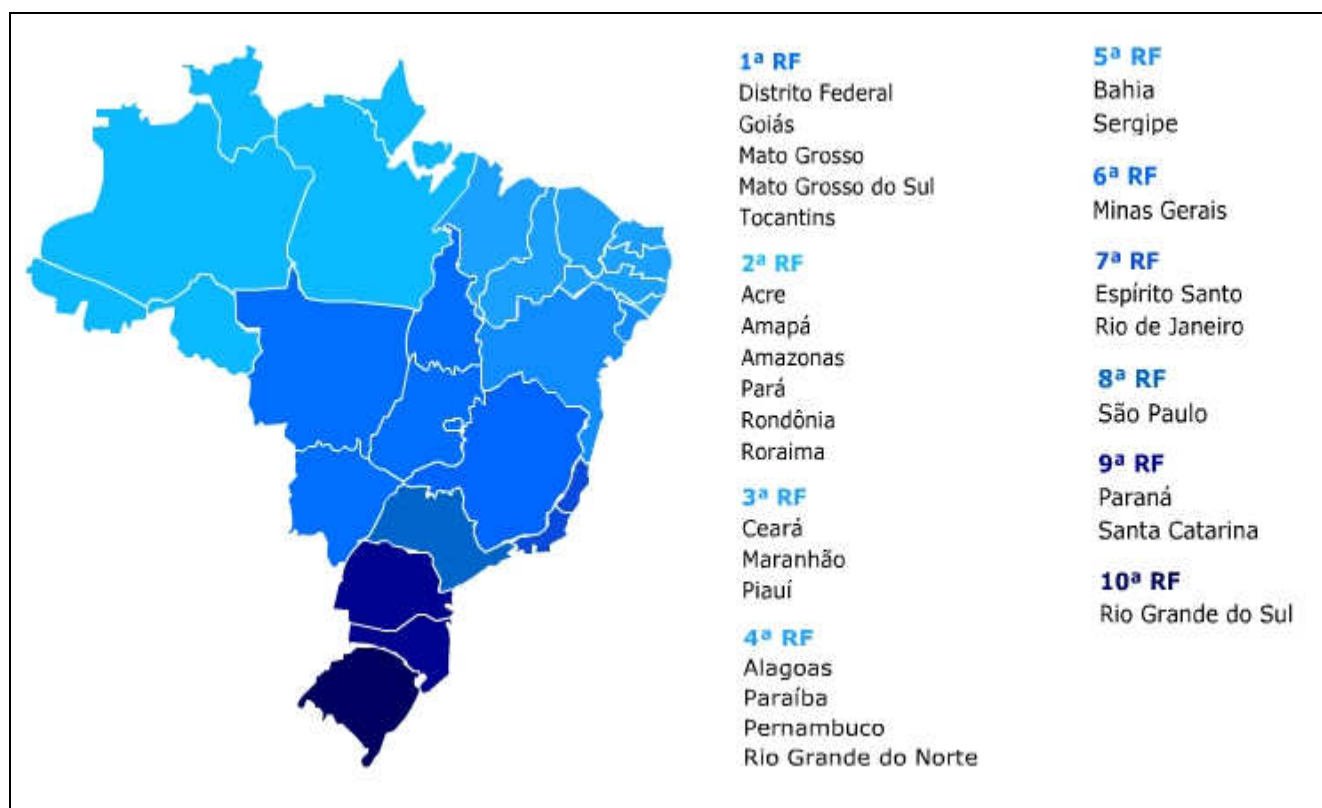 1ª RF
Distrito Federal
Goiás
Mato Grosso
Mato Grosso do Sul
Tocantins
2ª RF
Acre
Amapá
Amazonas
Pará
Rondônia
Roraima
3ª RF
Ceará
Maranhão
Piauí
4ª RF
Alagoas
Paraíba
Pernambuco
Rio Grande do Norte
5ª RF
Bahia
Sergipe
6ª RF
Minas Gerais
7ª RF
Espírito Santo
Rio de Janeiro
8ª RF
São Paulo
9ª RF
Paraná
Santa Catarina
10ª RF
Rio Grande do Sul